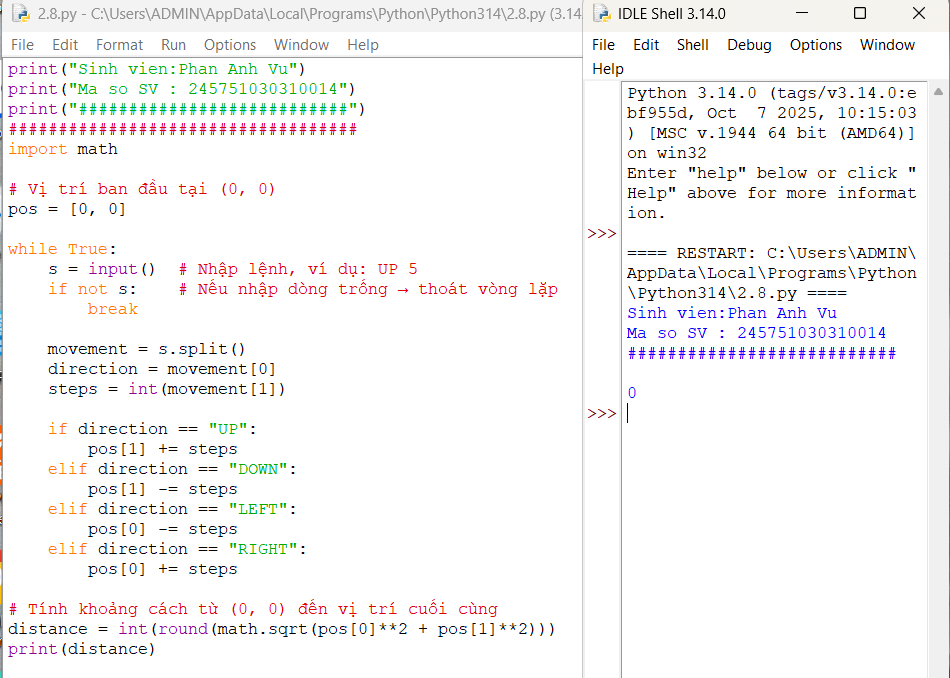 2.8.py - C:\Users\ADMIN\AppData\Local\Programs\Python\Python314\2.8.py (3.14
File Edit Format Run Options Window Help
print("Sinh vien:Phan Anh Vu")
print("Ma so SV : 245751030310014")
print("###########################")
###################################
import math

# Vị trí ban đầu tại (0, 0)
pos = [0, 0]

while True:
    s = input()  # Nhập lệnh, ví dụ: UP 5
    if not s:    # Nếu nhập dòng trống → thoát vòng lặp
        break

    movement = s.split()
    direction = movement[0]
    steps = int(movement[1])

    if direction == "UP":
        pos[1] += steps
    elif direction == "DOWN":
        pos[1] -= steps
    elif direction == "LEFT":
        pos[0] -= steps
    elif direction == "RIGHT":
        pos[0] += steps

# Tính khoảng cách từ (0, 0) đến vị trí cuối cùng
distance = int(round(math.sqrt(pos[0]**2 + pos[1]**2)))
print(distance)
IDLE Shell 3.14.0
File Edit Shell Debug Options Window
Help
Python 3.14.0 (tags/v3.14.0:e
bf955d, Oct  7 2025, 10:15:03
) [MSC v.1944 64 bit (AMD64)]
on win32
Enter "help" below or click "
Help" above for more informat
ion.
>>>
==== RESTART: C:\Users\ADMIN\
AppData\Local\Programs\Python
\Python314\2.8.py ====
Sinh vien:Phan Anh Vu
Ma so SV : 245751030310014
###########################

0
>>>